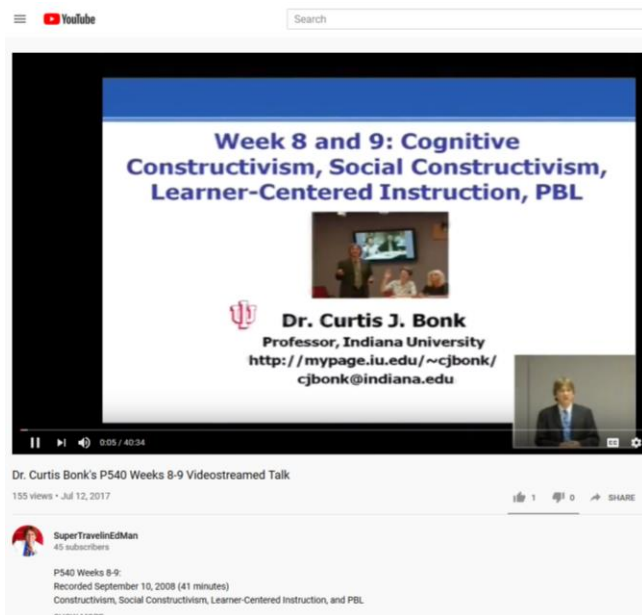 YouTube
Search
Week 8 and 9: Cognitive
Constructivism, Social Constructivism,
Learner-Centered Instruction, PBL
Dr. Curtis J. Bonk
Professor, Indiana University
http://mypage.iu.edu/~cjbonk/
cjbonk@indiana.edu
0:05 / 40:34
CC
Dr. Curtis Bonk's P540 Weeks 8-9 Videostreamed Talk
155 views • Jul 12, 2017
1
0
SHARE
SuperTravelinEdMan
45 subscribers
P540 Weeks 8-9:
Recorded September 10, 2008 (41 minutes)
Constructivism, Social Constructivism, Learner-Centered Instruction, and PBL